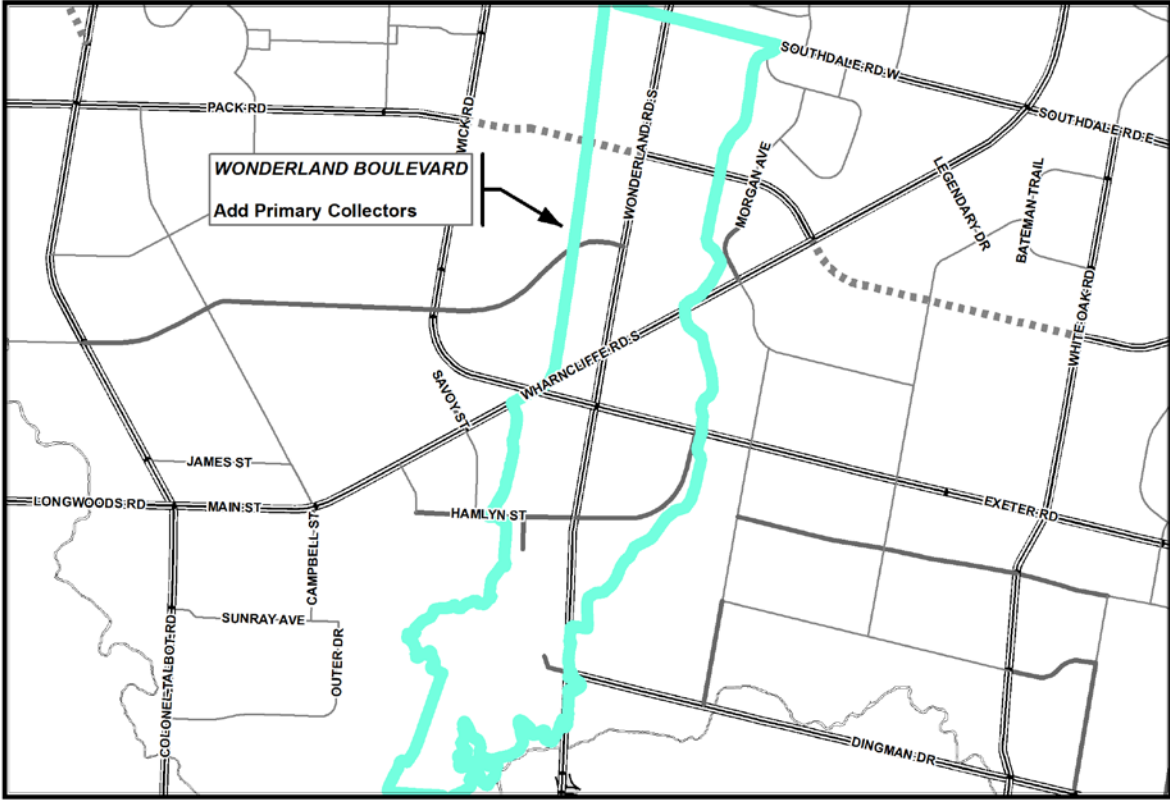 SOUTHDALE RD W
PACK RD
WICK RD
WONDERLAND RD S
SOUTHDALE RD E
WONDERLAND BOULEVARD
Add Primary Collectors
MORGAN AVE
LEGENDARY DR
BATEMAN TRAIL
WHITE OAK RD
WHARNCLIFFE RD S
SAVOY ST
JAMES ST
LONGWOODS RD
MAIN ST
HAMLYN ST
EXETER RD
CAMPBELL ST
SUNRAY AVE
OUTER DR
COLONEL TALBOT RD
DINGMAN DR